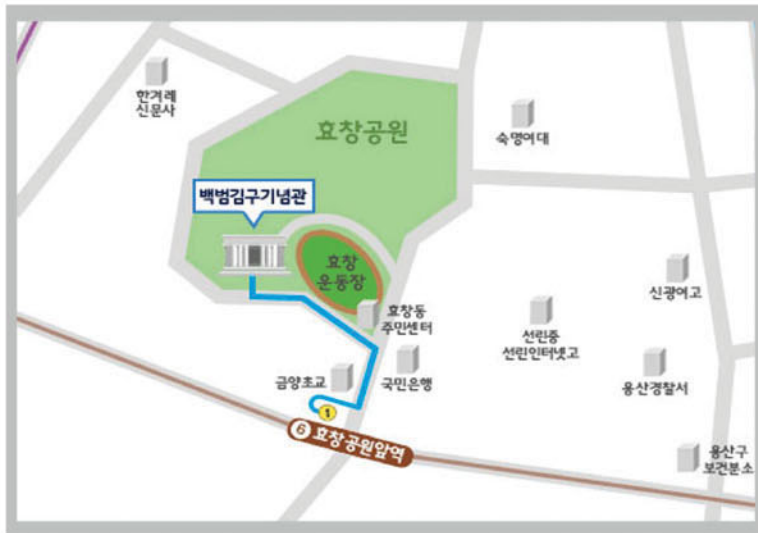 한겨레
신문사
효창공원
숙명여대
백범김구기념관
효창
운동장
신광여고
효창동
주민센터
선린중
선린인터넷고
금양초교
국민은행
용산경찰서
1
6 효창공원앞역
용산구
보건분소